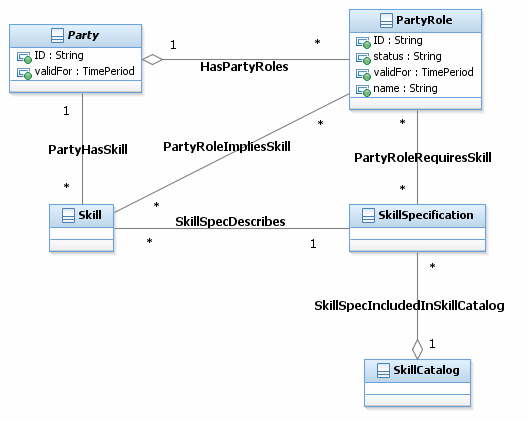 Party
ID : String
validFor : TimePeriod
PartyRole
ID : String
status : String
validFor : TimePeriod
name : String
1
*
HasPartyRoles
1
PartyHasSkill
*
PartyRoleImpliesSkill
*
*
*
PartyRoleRequiresSkill
*
Skill
SkillSpecDescribes
*
1
SkillSpecification
*
SkillSpecIncludedInSkillCatalog
1
SkillCatalog